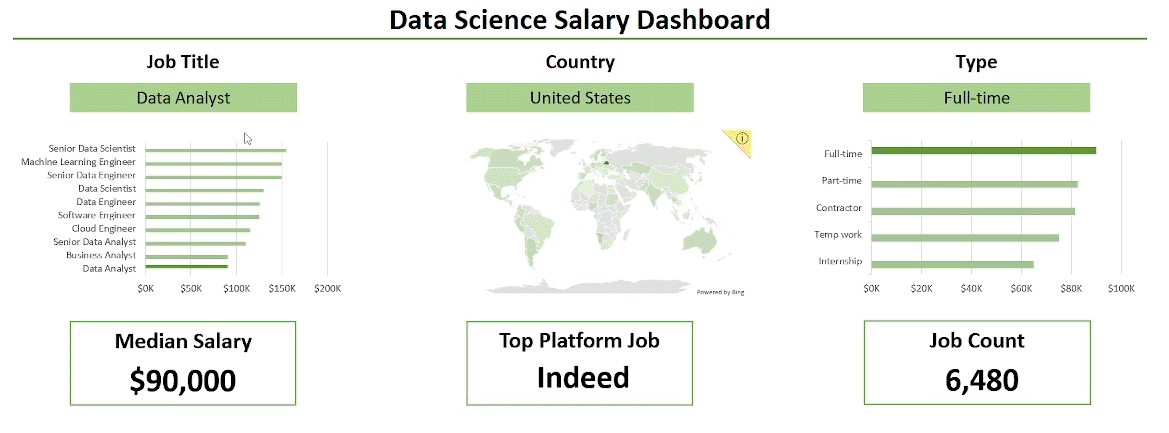 Data Science Salary Dashboard
Job Title
Data Analyst
Senior Data Scientist
Machine Learning Engineer
Senior Data Engineer
Data Scientist
Data Engineer
Software Engineer
Cloud Engineer
Senior Data Analyst
Business Analyst
Data Analyst
$0K $50K $100K $150K $200K
Median Salary
$90,000
Country
United States
Powered by Bing
Top Platform Job
Indeed
Type
Full-time
Full-time
Part-time
Contractor
Temp work
Internship
$0K $20K $40K $60K $80K $100K
Job Count
6,480